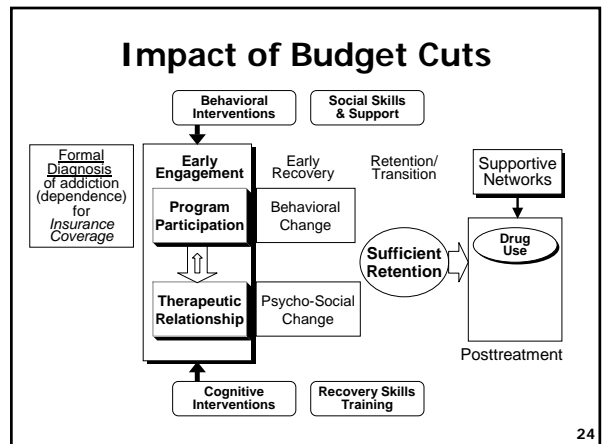 Impact of Budget Cuts
Behavioral
Interventions
Social Skills
& Support
Formal
Diagnosis
of addiction
(dependence)
for
Insurance
Coverage
Early
Engagement
Early
Recovery
Retention/
Transition
Supportive
Networks
Program
Participation
Behavioral
Change
Sufficient
Retention
Drug
Use
Therapeutic
Relationship
Psycho-Social
Change
Posttreatment
Cognitive
Interventions
Recovery Skills
Training
24